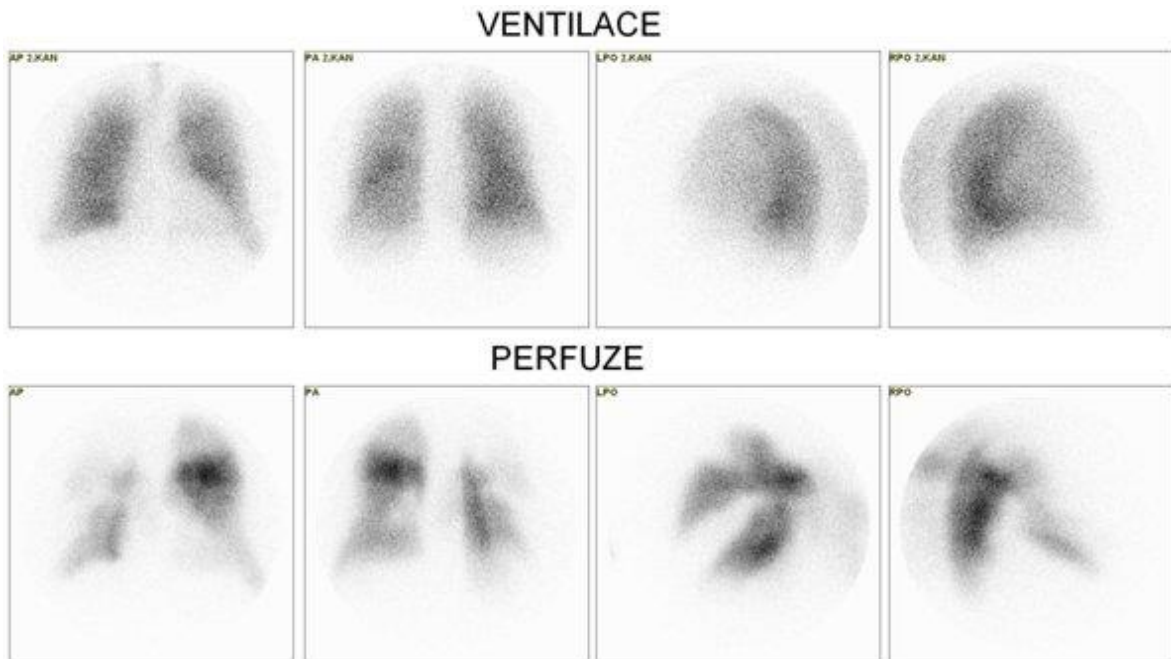 VENTILACE
AP 2.KAN
PA 2.KAN
LPO 2.KAN
RPO 2.KAN
PERFUZE
AP
PA
LPO
RPO